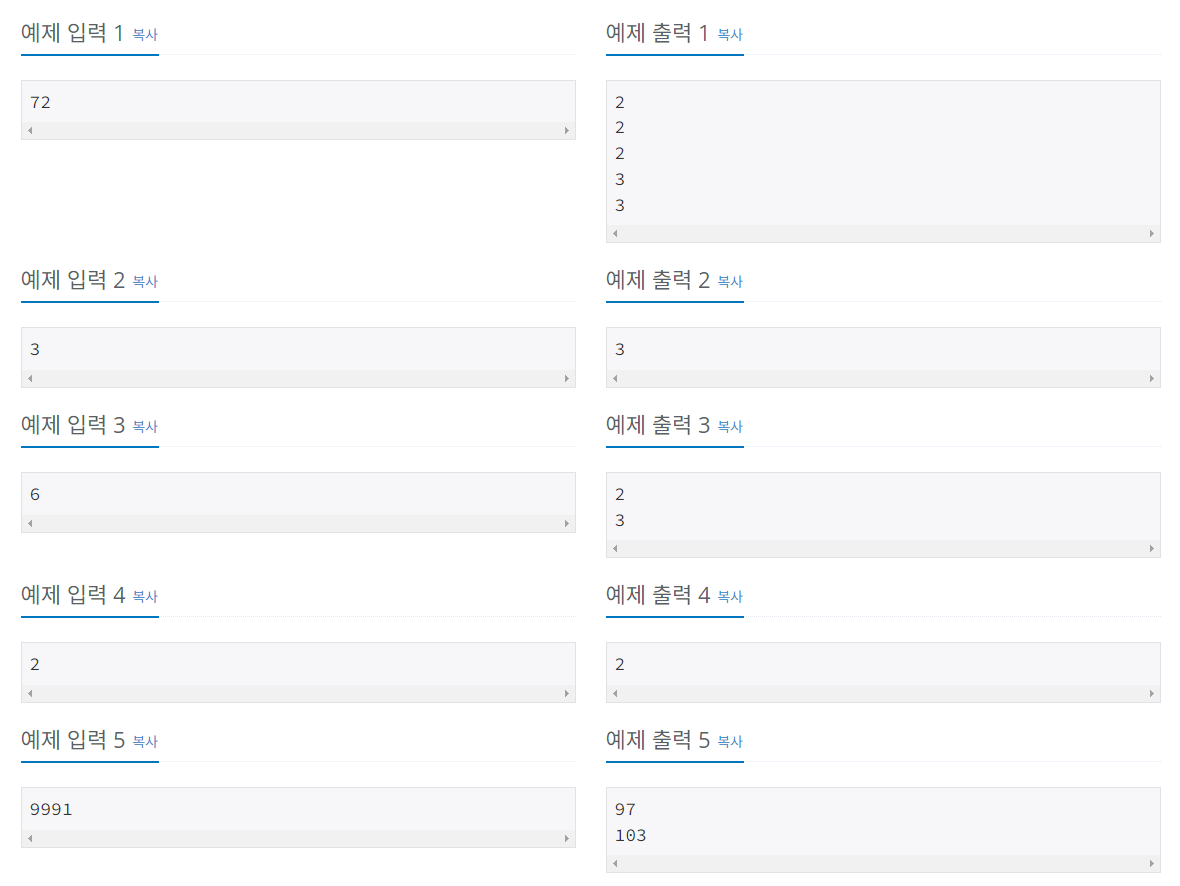 예제 입력 1 복사
72
예제 출력 1 복사
2
2
2
3
3
예제 입력 2 복사
3
예제 출력 2 복사
3
예제 입력 3 복사
6
예제 출력 3 복사
2
3
예제 입력 4 복사
2
예제 출력 4 복사
2
예제 입력 5 복사
9991
예제 출력 5 복사
97
103